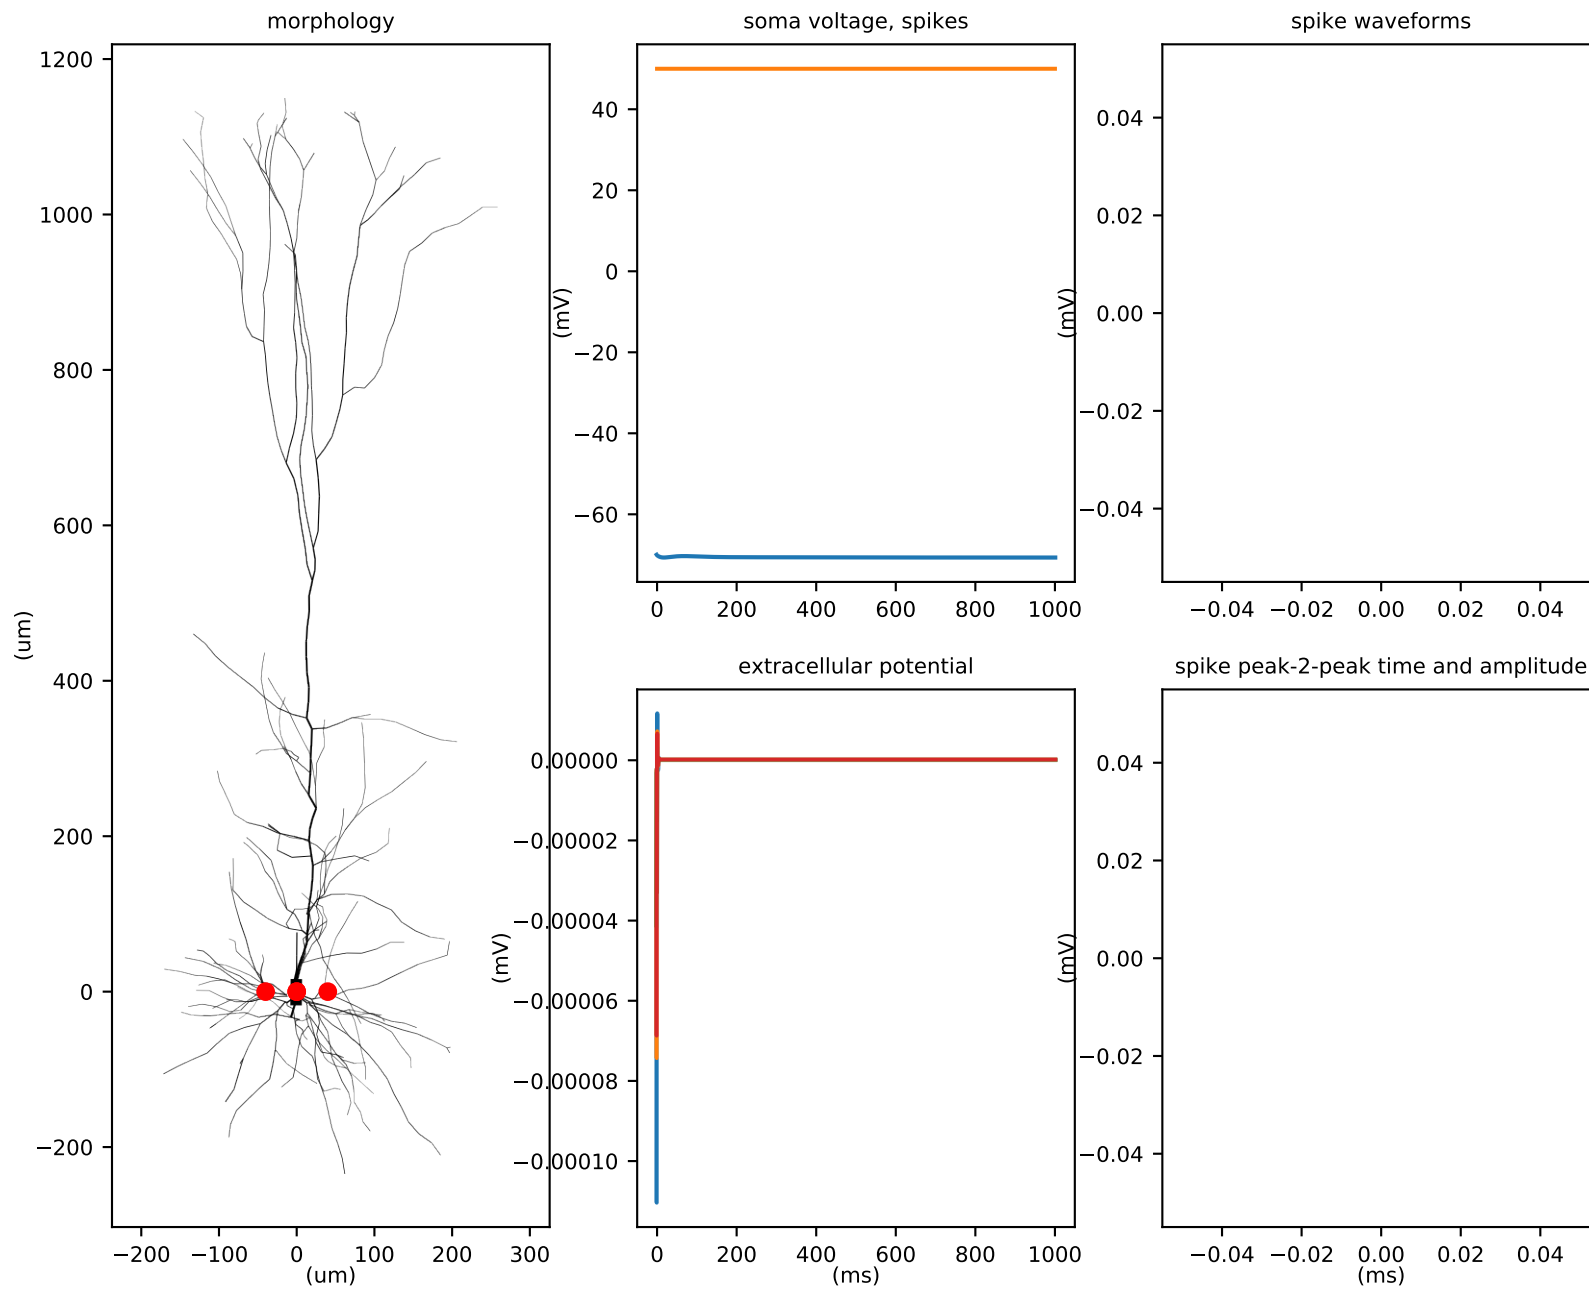 morphology
1200
1000
800
600
400
200
0
−200
(um)
−200 −100 0 100 200 300
(um)
soma voltage, spikes
40
20
0
−20
−40
−60
(mV)
0 200 400 600 800 1000
spike waveforms
0.04
0.02
0.00
−0.02
−0.04
(mV)
−0.04 −0.02 0.00 0.02 0.04
extracellular potential
0.00000
−0.00002
−0.00004
−0.00006
−0.00008
−0.00010
(mV)
0 200 400 600 800 1000
(ms)
spike peak-2-peak time and amplitude
0.04
0.02
0.00
−0.02
−0.04
(mV)
−0.04 −0.02 0.00 0.02 0.04
(ms)